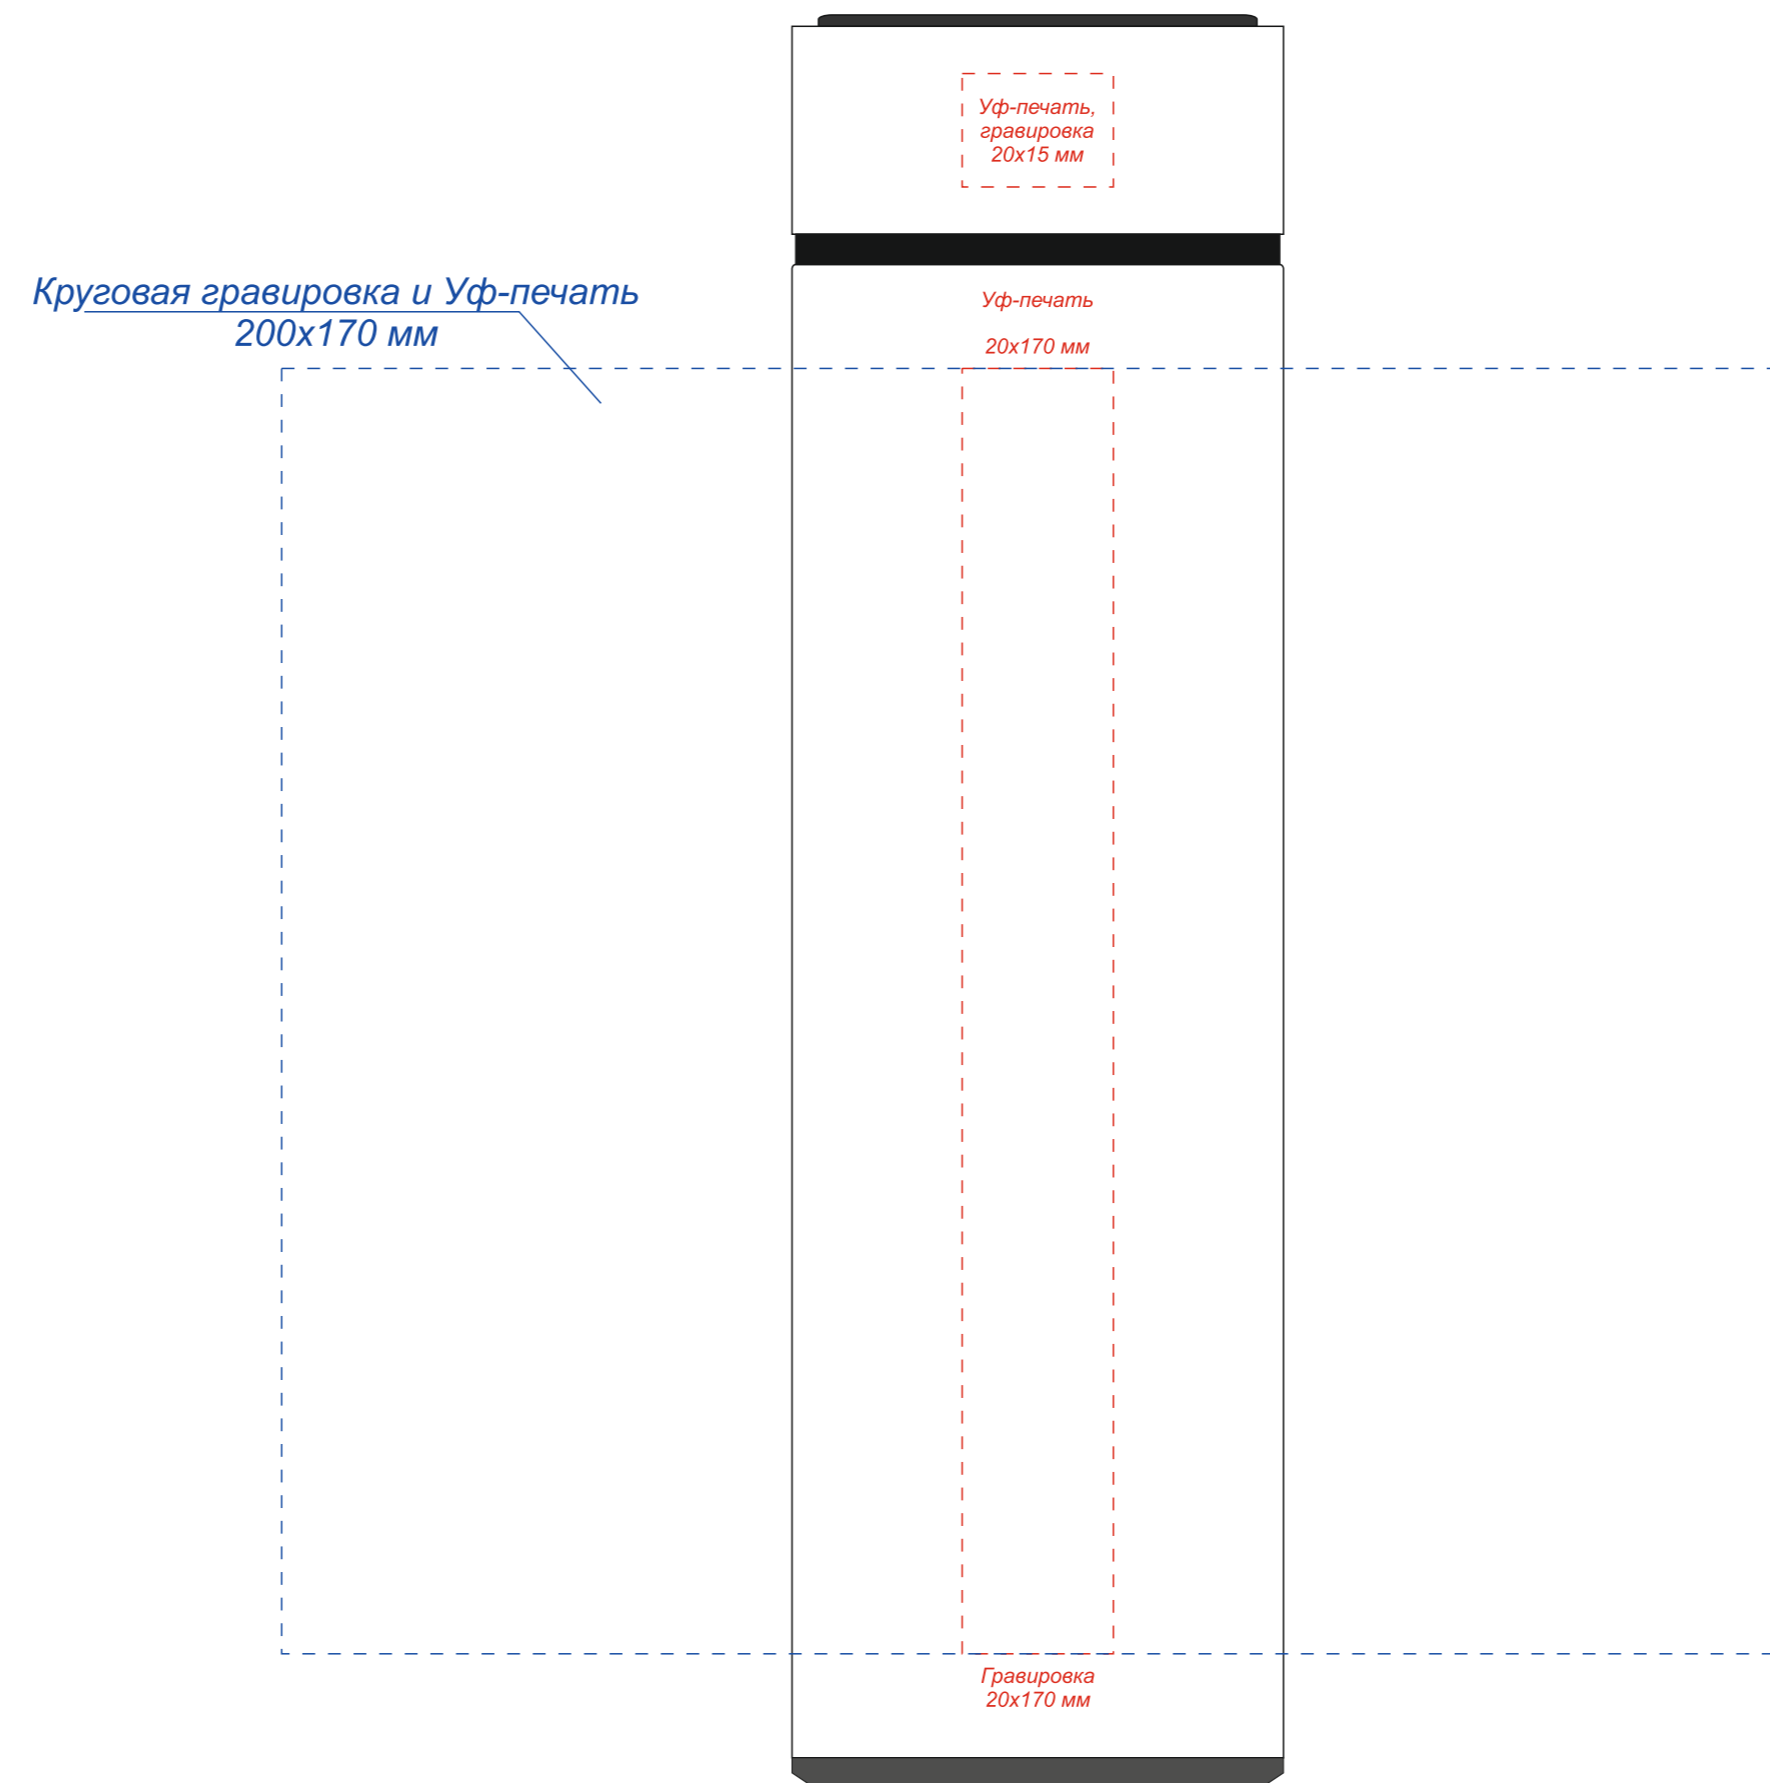 Уф-печать,
гравировка
20х15 мм
Круговая гравировка и Уф-печать
200х170 мм
Уф-печать
20х170 мм
Гравировка
20х170 мм